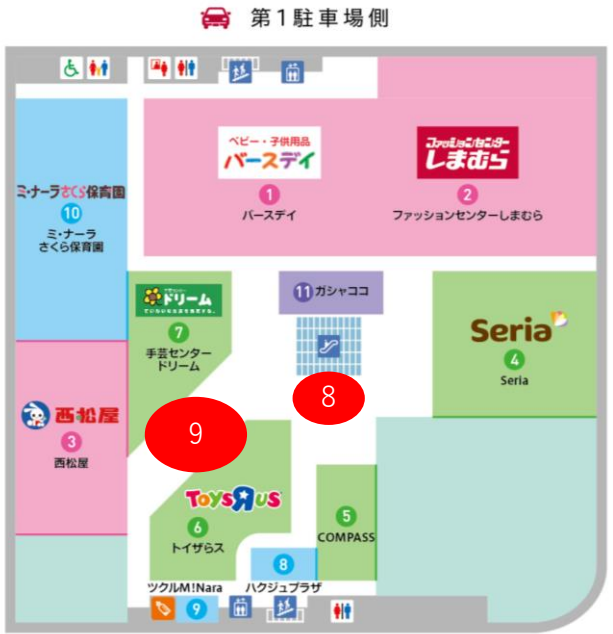 第1駐車場側
ベビー・子供用品
バースデイ
1
バースデイ
ファッションセンター
しまむら
2
ファッションセンターしまむら
ミ・ナーラさくら保育園
10
ミ・ナーラ
さくら保育園
ドリーム
7
手芸センター
ドリーム
11 ガシャココ
Seria
4
Seria
8
9
西松屋
3
西松屋
TOYSЯUS
6
トイザらス
5
COMPASS
8
ハクジュプラザ
ツクルM!Nara
9